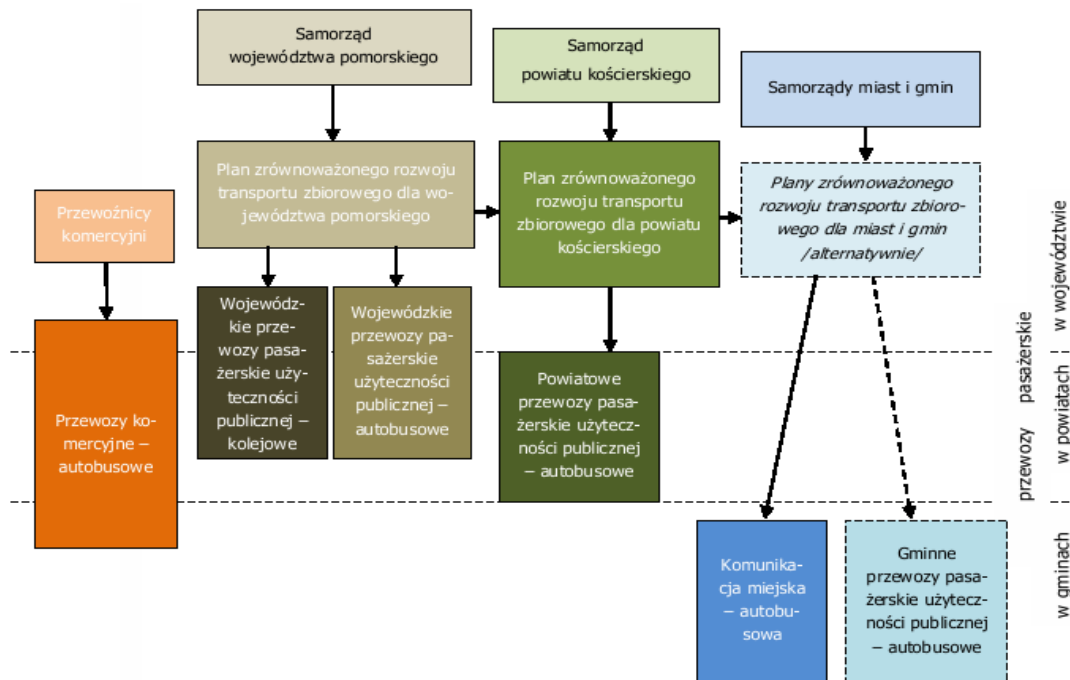 Samorząd
województwa pomorskiego
Samorząd
powiatu kościerskiego
Samorządy miast i gmin
Plan zrównoważonego rozwoju
transportu zbiorowego dla wo-
jewództwa pomorskiego
Plan zrównoważonego
rozwoju transportu
zbiorowego dla powiatu
kościerskiego
Plany zrównoważonego
rozwoju transportu zbioro-
wego dla miast i gmin
/alternatywnie/
Przewoźnicy
komercyjni
Przewozy ko-
mercyjne –
autobusowe
Wojewódz-
kie prze-
wozy pasa-
żerskie uży-
teczności
publicznej –
kolejowe
Wojewódzkie
przewozy pa-
sażerskie
użyteczności
publicznej –
autobusowe
Powiatowe
przewozy pasa-
żerskie użytecz-
ności publicznej
– autobusowe
Komunika-
cja miejska
– autobu-
sowa
Gminne
przewozy pasa-
żerskie użytecz-
ności publicznej
– autobusowe
przewozy pasażerskie
w województwie
w powiatach
w gminach